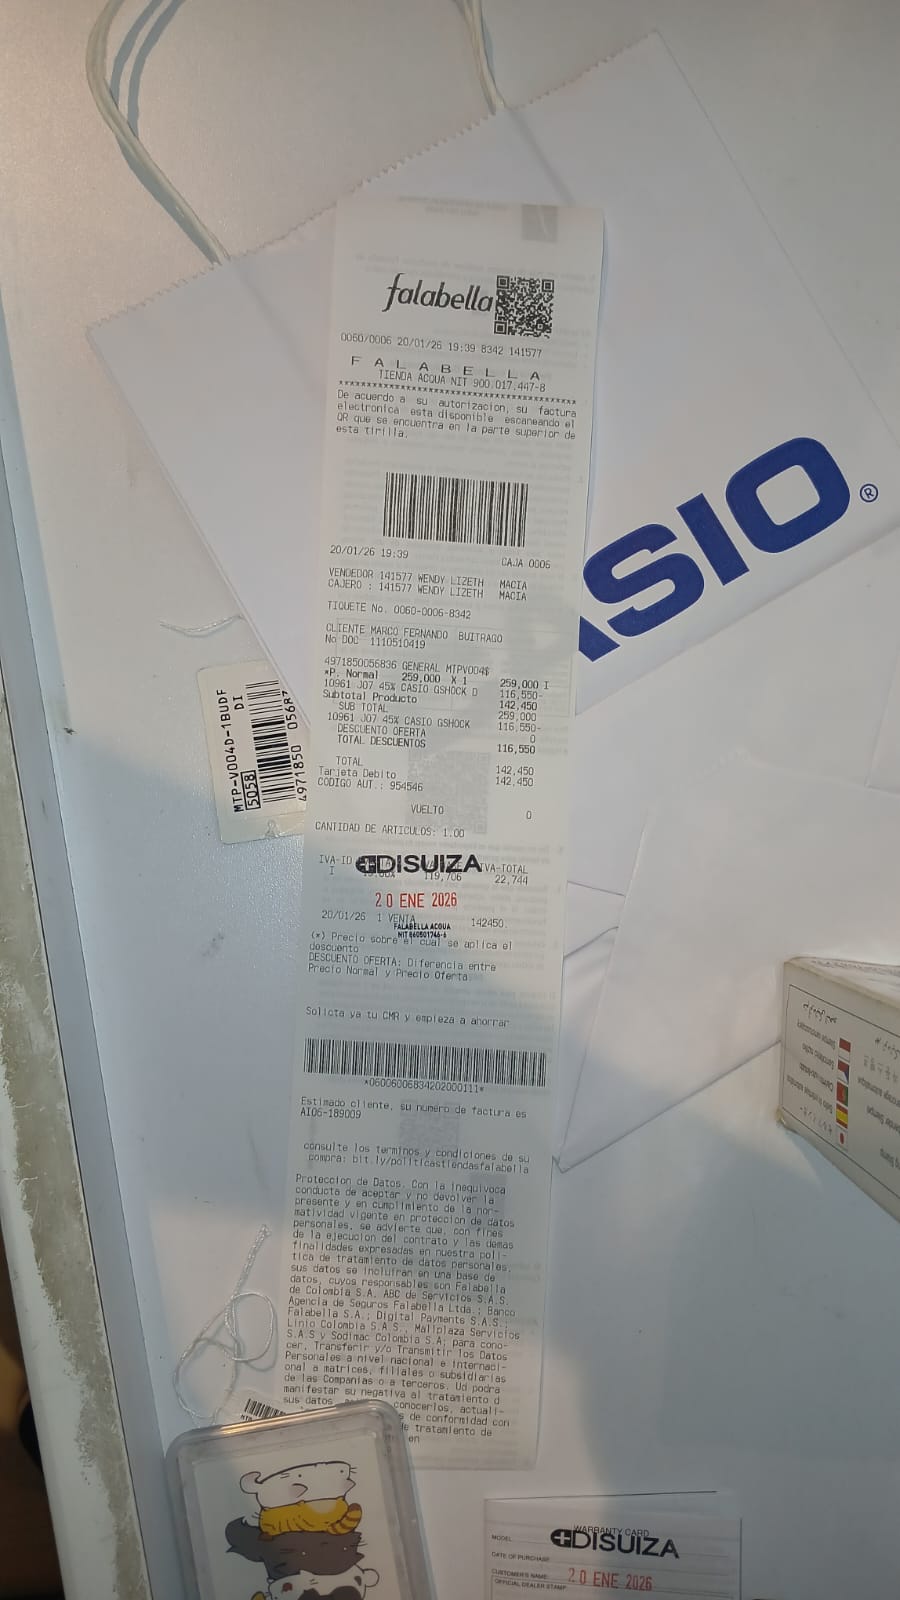 falabella
0060/0006 20/01/26 19:39 8342 141577
F A L A B E L L A
TIENDA ACQUA NIT 900.017.447-8
****************************************
De acuerdo a su autorizacion, su factura
electronica esta disponible escaneando el
QR que se encuentra en la parte superior de
esta tirilla.
20/01/26 19:39 CAJA 0006
VENDEDOR 141577 WENDY LIZETH MACIA
CAJERO : 141577 WENDY LIZETH MACIA
TIQUETE No. 0060-0006-8342
CLIENTE MARCO FERNANDO BUITRAGO
No DOC 1110510419
4971850056836 GENERAL MTPV004$
*P. Normal 259,000 X 1 259,000 I
10961 J07 45% CASIO GSHOCK D 116,550-
Subtotal Producto 142,450
SUB TOTAL 259,000
10961 J07 45% CASIO GSHOCK 116,550-
DESCUENTO OFERTA 0
TOTAL DESCUENTOS 116,550
TOTAL 142,450
Tarjeta Debito 142,450
CODIGO AUT.: 954546
VUELTO 0
CANTIDAD DE ARTICULOS: 1.00
IVA-ID IVA-TOTAL
DISUIZA
I 119,706 22,744
20 ENE 2026
20/01/26 1 VENTA 142450.
FALABELLA ACQUA
NIT 860501746-6
(*) Precio sobre el cual se aplica el
descuento
DESCUENTO OFERTA: Diferencia entre
Precio Normal y Precio Oferta.
Solicta ya tu CMR y empieza a ahorrar
*06006006834202000111*
Estimado cliente, su numero de factura es
AI06-189009
consulte los terminos y condiciones de su
compra: bit.ly/politicastiendasfalabella
Proteccion de Datos. Con la inequivoca
conducta de aceptar y no devolver la
presente y en cumplimiento de la nor-
matividad vigente en proteccion de datos
personales, se advierte que, con fines
de la ejecucion del contrato y las demas
finalidades expresadas en nuestra poli-
tica de tratamiento de datos personales,
sus datos se incluiran en una base de
datos, cuyos responsables son Falabella
de Colombia S.A. ABC de Servicios S.A.S
Agencia de Seguros Falabella Ltda.; Banco
Falabella S.A.; Digital Payments S.A.S.;
Linio Colombia S.A.S., Mallplaza Servicios
S.A.S y Sodimac Colombia S.A; para cono-
cer, Transferir y/o Transmitir los Datos
Personales a nivel nacional e internaci-
onal a matrices, filiales o subsidiarias
de las Companias o a terceros. Ud podra
manifestar su negativa al tratamiento d
sus datos conocerlos, actuali-
s de conformidad con
e tratamiento de
en
ASIO®
MTP-V004D-1BUDF
DI
5058
4971850 0568
WARRANTY CARD
MODEL
DISUIZA
DATE OF PURCHASE
CUSTOMER'S NAME:
20 ENE 2026
OFFICIAL DEALER STAMP